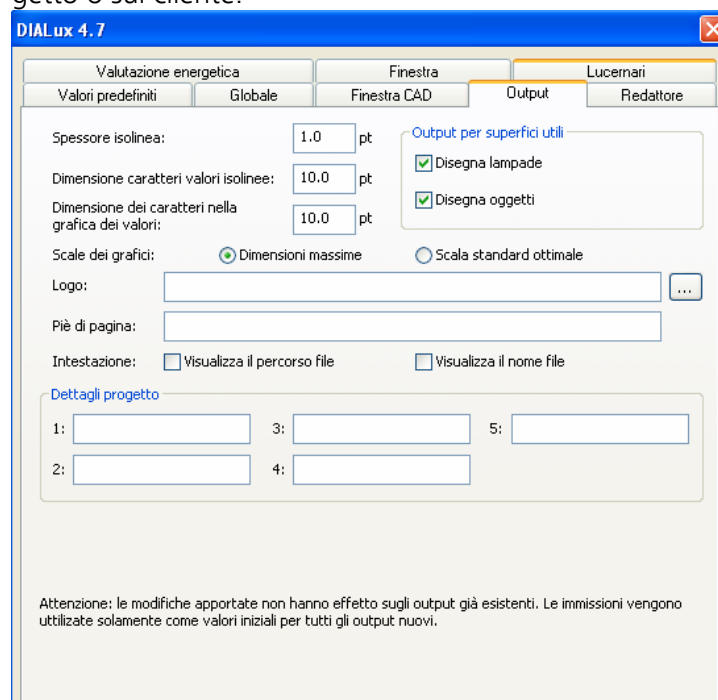 getto o sul cliente.
DIALux 4.7
Valutazione energetica Finestra Lucernari
Valori predefiniti Globale Finestra CAD Output Redattore
Spessore isolinea: 1.0 pt
Output per superfici utili
Disegna lampade
Dimensione caratteri valori isolinee: 10.0 pt
Disegna oggetti
Dimensione dei caratteri nella
grafica dei valori: 10.0 pt
Scale dei grafici: Dimensioni massime Scala standard ottimale
Logo: ...
Piè di pagina:
Intestazione: Visualizza il percorso file Visualizza il nome file
Dettagli progetto
1: 3: 5:
2: 4:
Attenzione: le modifiche apportate non hanno effetto sugli output già esistenti. Le immissioni vengono
uttilizate solamente come valori iniziali per tutti gli output nuovi.